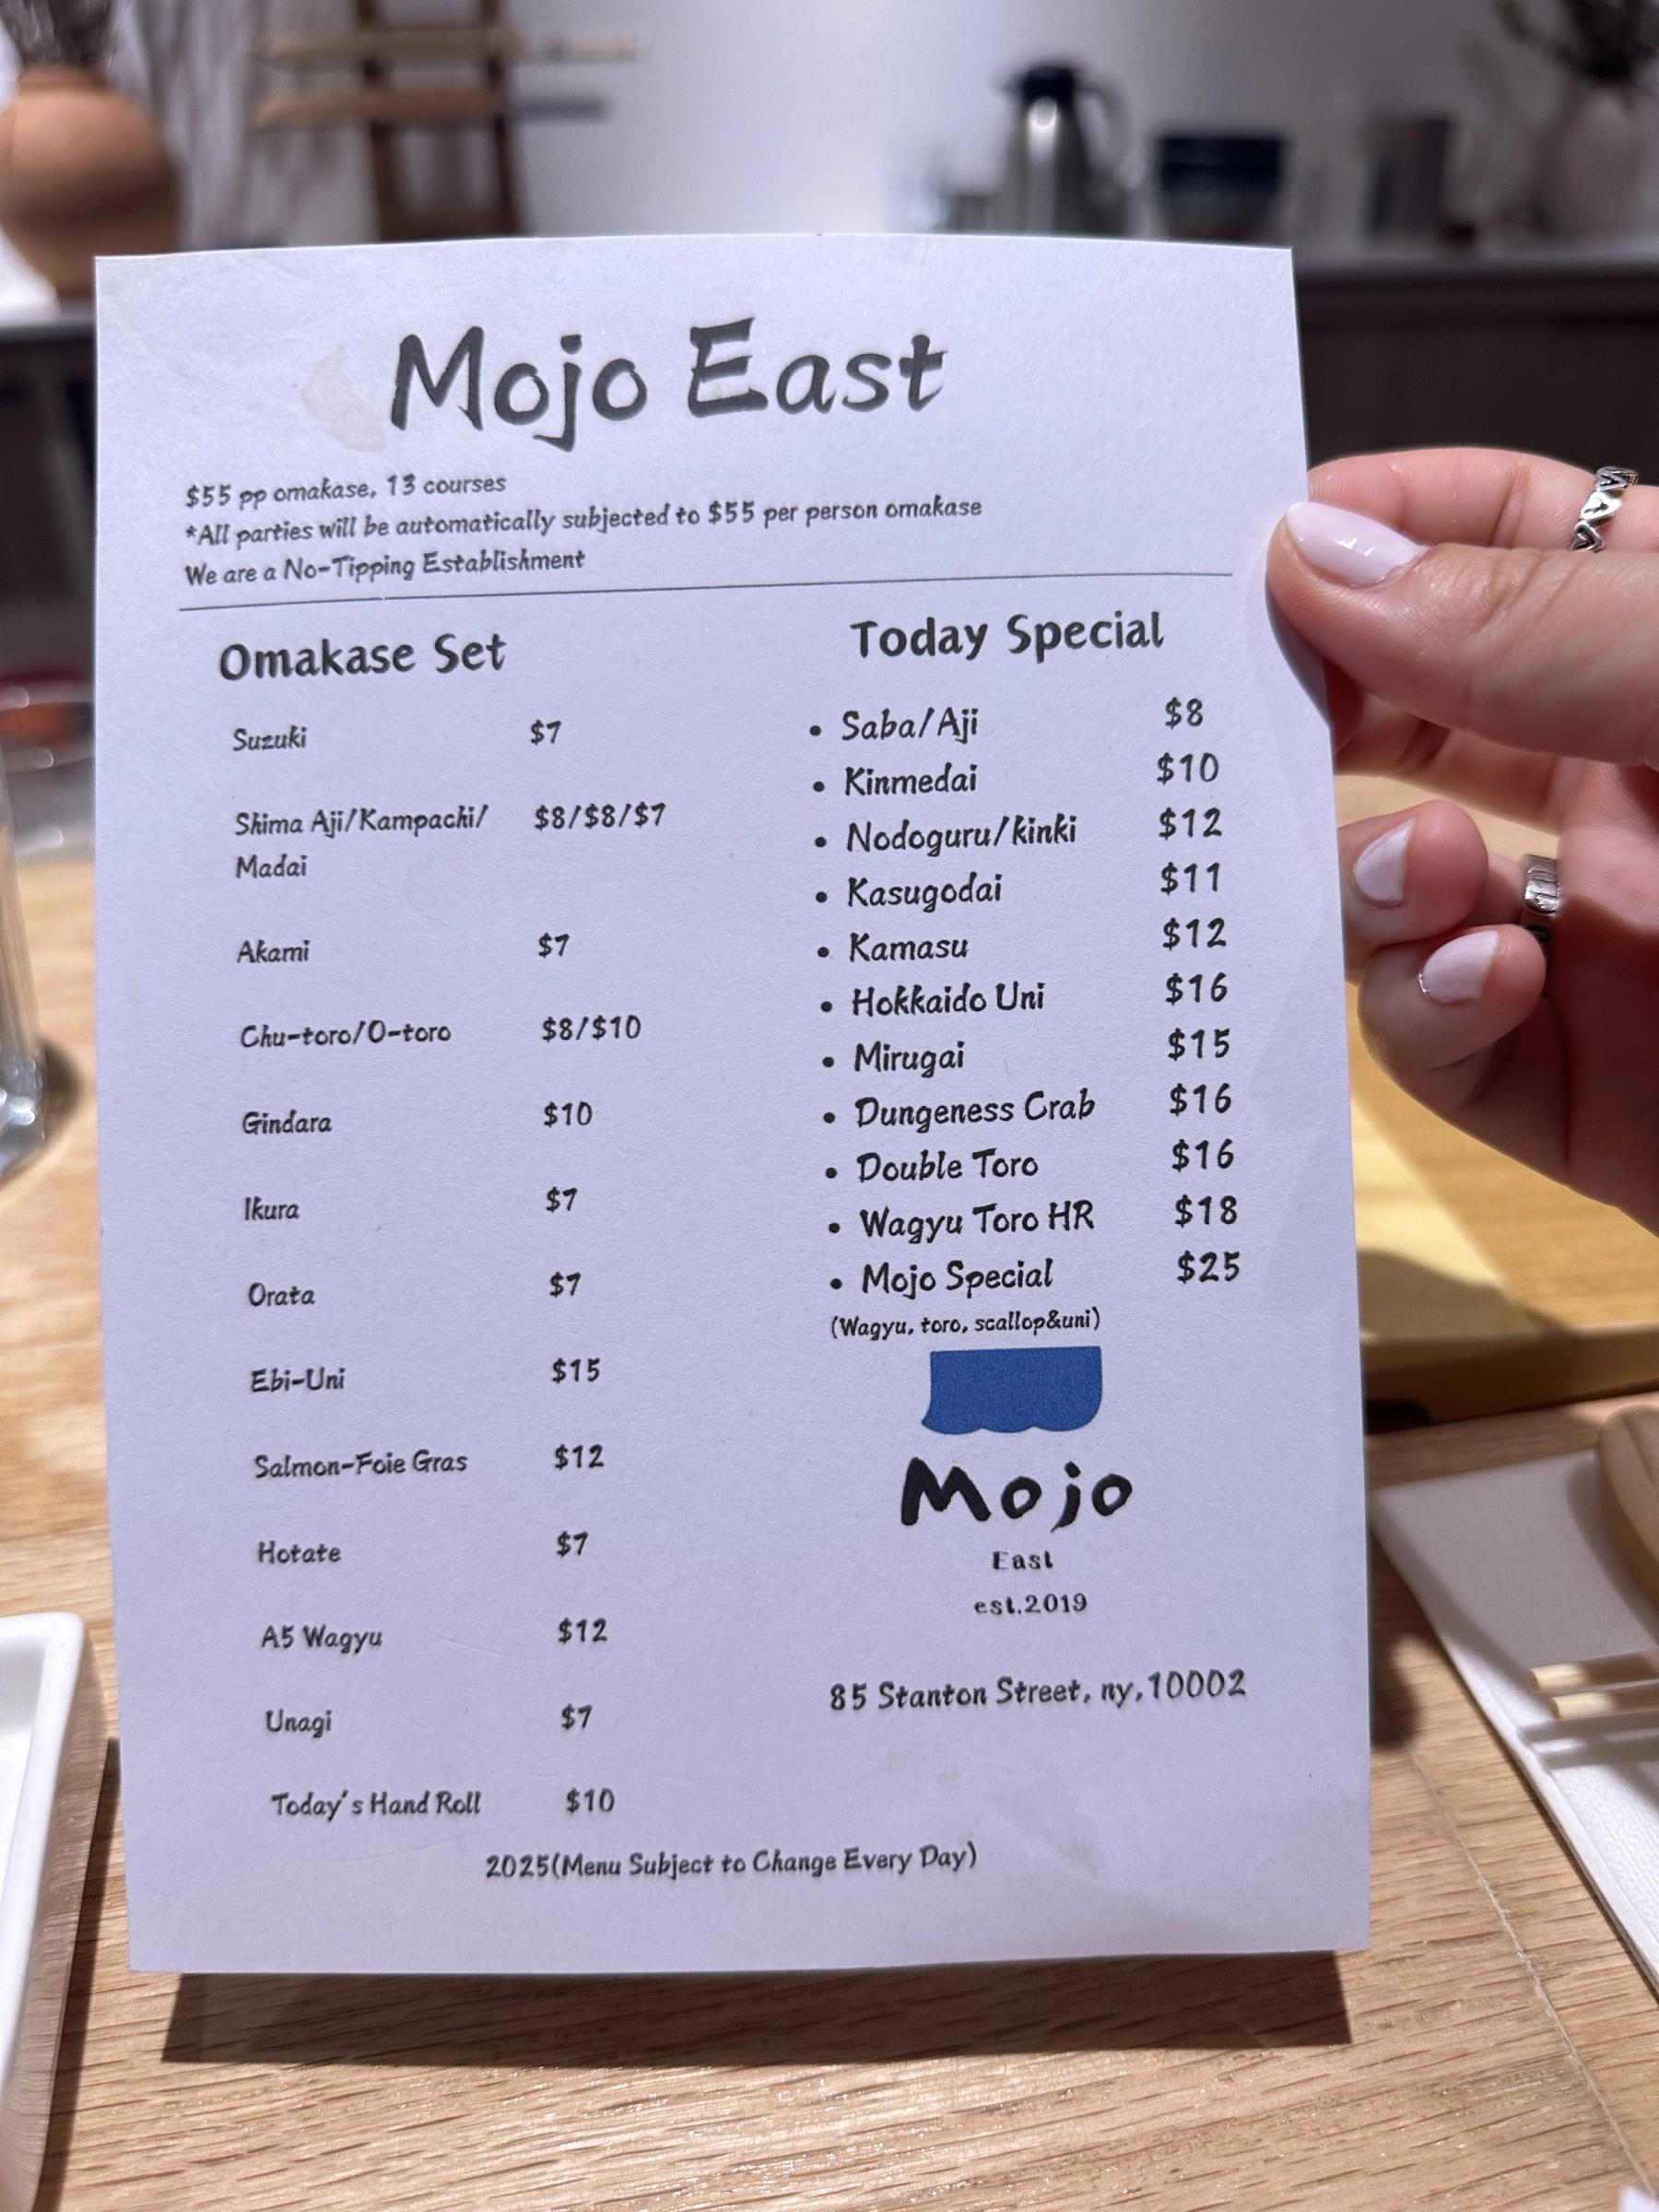 Mojo East
$55 pp omakase, 13 courses
*All parties will be automatically subjected to $55 per person omakase
We are a No-Tipping Establishment
Omakase Set
Suzuki $7
Shima Aji/Kampachi/ $8/$8/$7
Madai
Akami $7
Chu-toro/O-toro $8/$10
Gindara $10
Ikura $7
Orata $7
Ebi-Uni $15
Salmon-Foie Gras $12
Hotate $7
A5 Wagyu $12
Unagi $7
Today's Hand Roll $10
Today Special
• Saba/Aji $8
• Kinmedai $10
• Nodoguru/kinki $12
• Kasugodai $11
• Kamasu $12
• Hokkaido Uni $16
• Mirugai $15
• Dungeness Crab $16
• Double Toro $16
• Wagyu Toro HR $18
• Mojo Special $25
(Wagyu, toro, scallop&uni)
Mojo
East
est.2019
85 Stanton Street, ny,10002
2025(Menu Subject to Change Every Day)